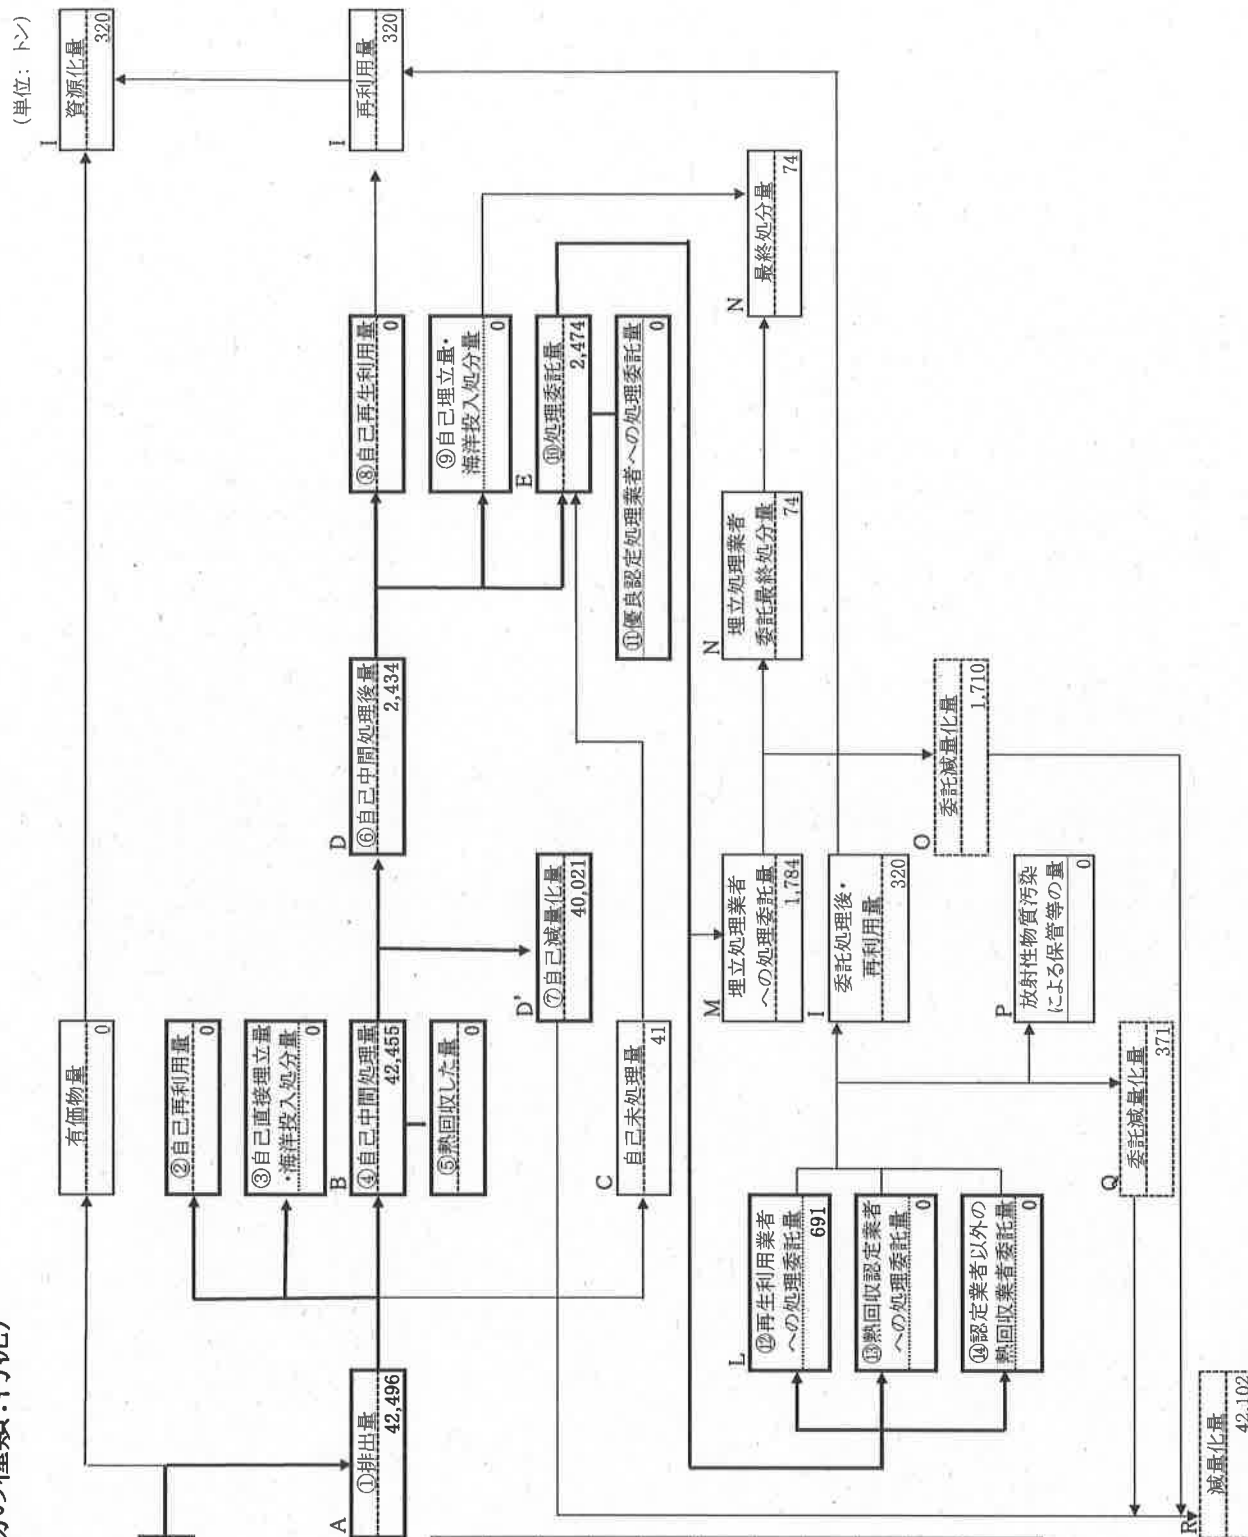 (単位：トン)
の種類：汚泥)
A
①排出量
42,496
有価物量
0
②自己再利用量
0
③自己直接埋立量
・海洋投入処分量
0
B
④自己中間処理量
42,455
⑤熱回収した量
0
C
自己未処理量
41
D
⑥自己中間処理後量
2,434
D'
⑦自己減量化量
40,021
⑧自己再生利用量
0
⑨自己埋立量・
海洋投入処分量
0
E
⑩処理委託量
2,474
⑪優良認定処理業者への処理委託量
0
I
資源化量
320
I
再利用量
320
L
⑫再生利用業者
への処理委託量
691
⑬熱回収認定業者
への処理委託量
0
⑭認定業者以外の
熱回収業者委託量
0
M
埋立処理業者
への処理委託量
1,784
I
委託処理後・
再利用量
320
P
放射性物質汚染
による保管等の量
0
Q
委託減量化量
371
N
埋立処理業者
委託最終処分量
74
N
最終処分量
74
O
委託減量化量
1,710
R
減量化量
42,102